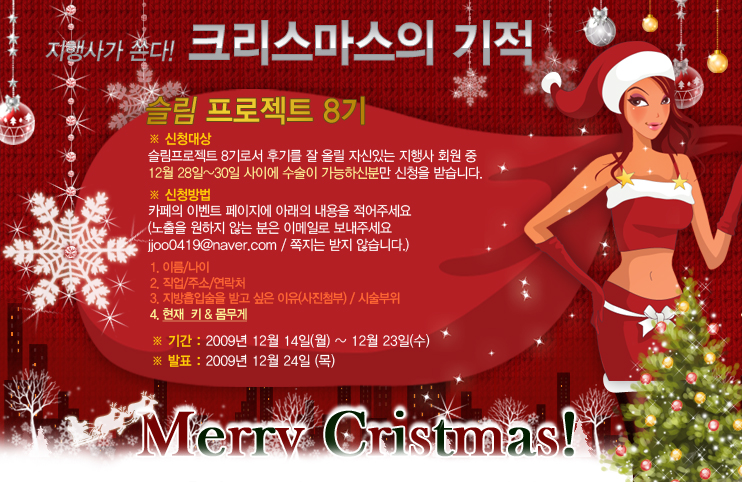 지행사가 쏜다! 크리스마스의 기적
슬림 프로젝트 8기
※ 신청대상
슬림프로젝트 8기로서 후기를 잘 올릴 자신있는 지행사 회원 중
12월 28일~30일 사이에 수술이 가능하신분만 신청을 받습니다.
※ 신청방법
카페의 이벤트 페이지에 아래의 내용을 적어주세요
(노출을 원하지 않는 분은 이메일로 보내주세요
jjoo0419@naver.com / 쪽지는 받지 않습니다.)
1. 이름/나이
2. 직업/주소/연락처
3. 지방흡입술을 받고 싶은 이유(사진첨부) / 시술부위
4. 현재 키 & 몸무게
※ 기간 : 2009년 12월 14일(월) ~ 12월 23일(수)
※ 발표 : 2009년 12월 24일 (목)
Merry Cristmas!